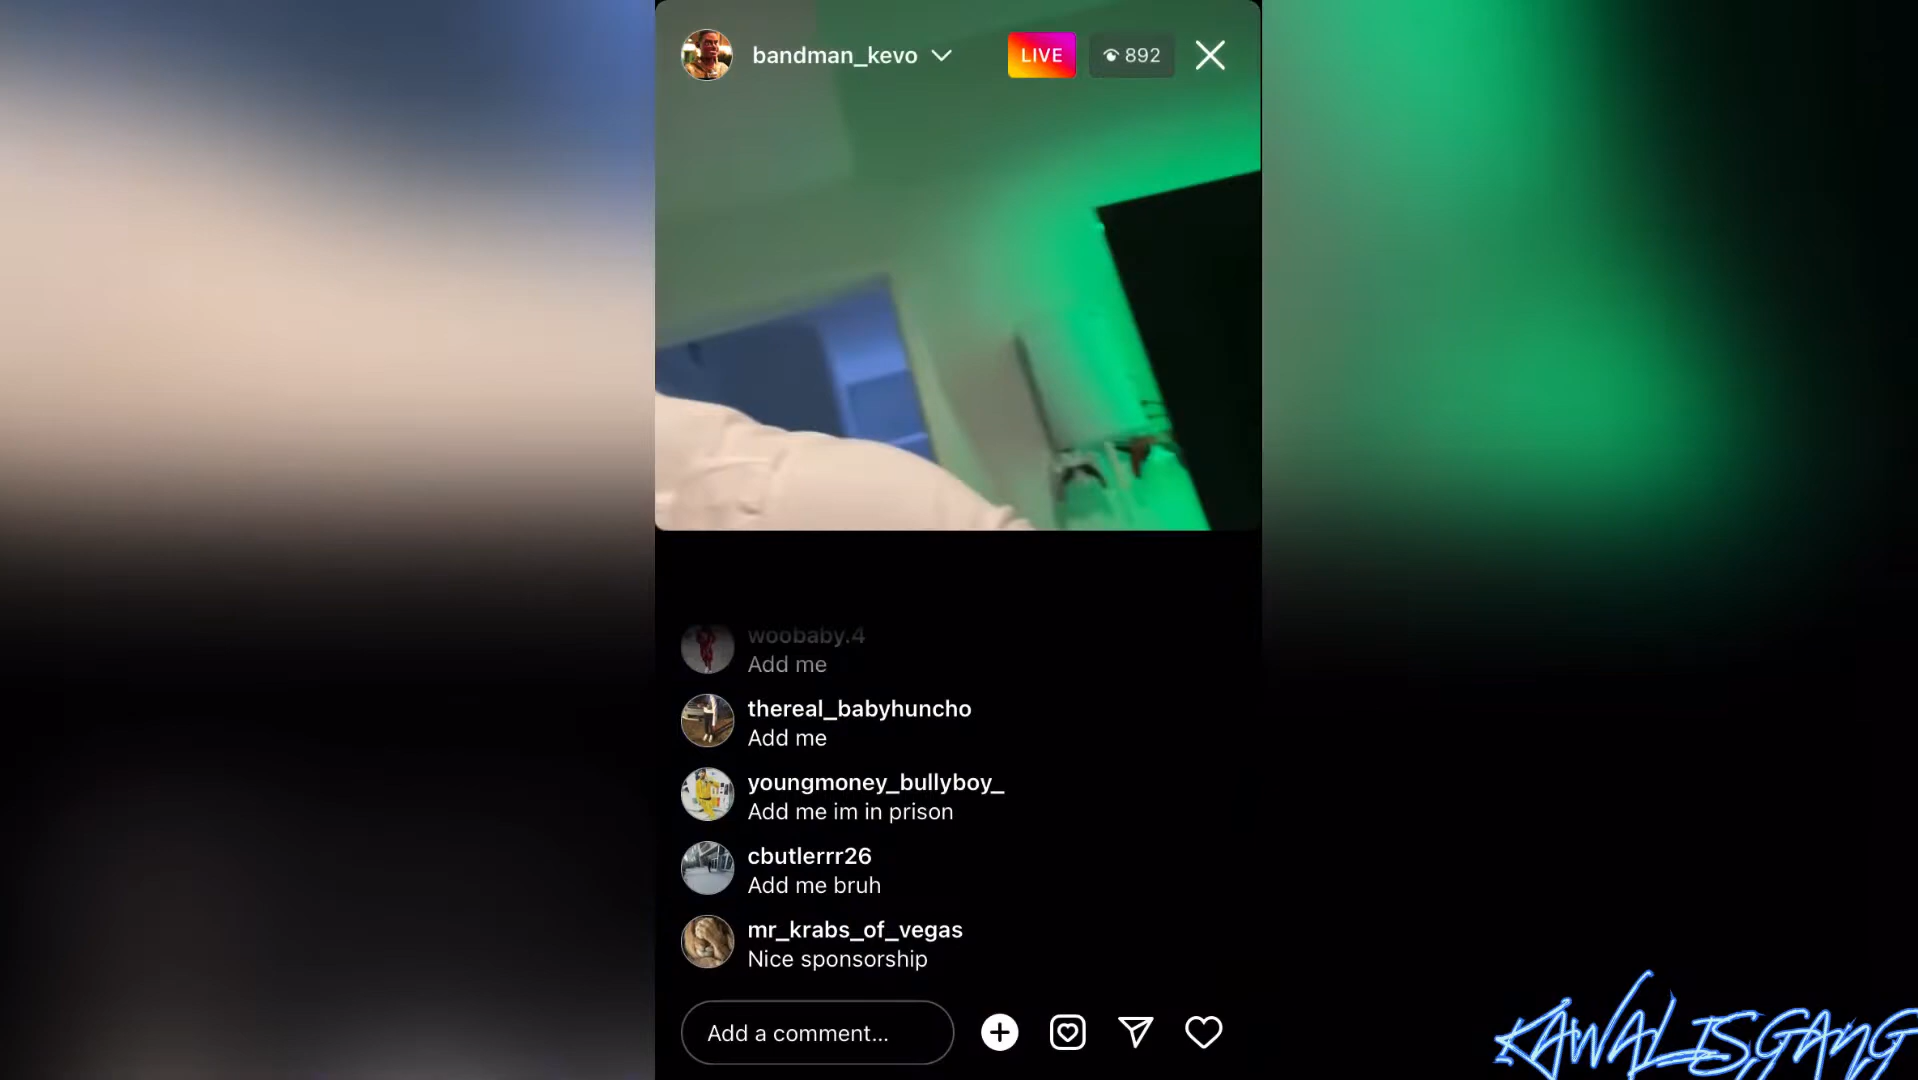 bandman_kevo
LIVE
892
woobaby.4
Add me
thereal_babyhuncho
Add me
youngmoney_bullyboy_
Add me im in prison
cbutlerrr26
Add me bruh
mr_krabs_of_vegas
Nice sponsorship
Add a comment...
KAWALISGANG